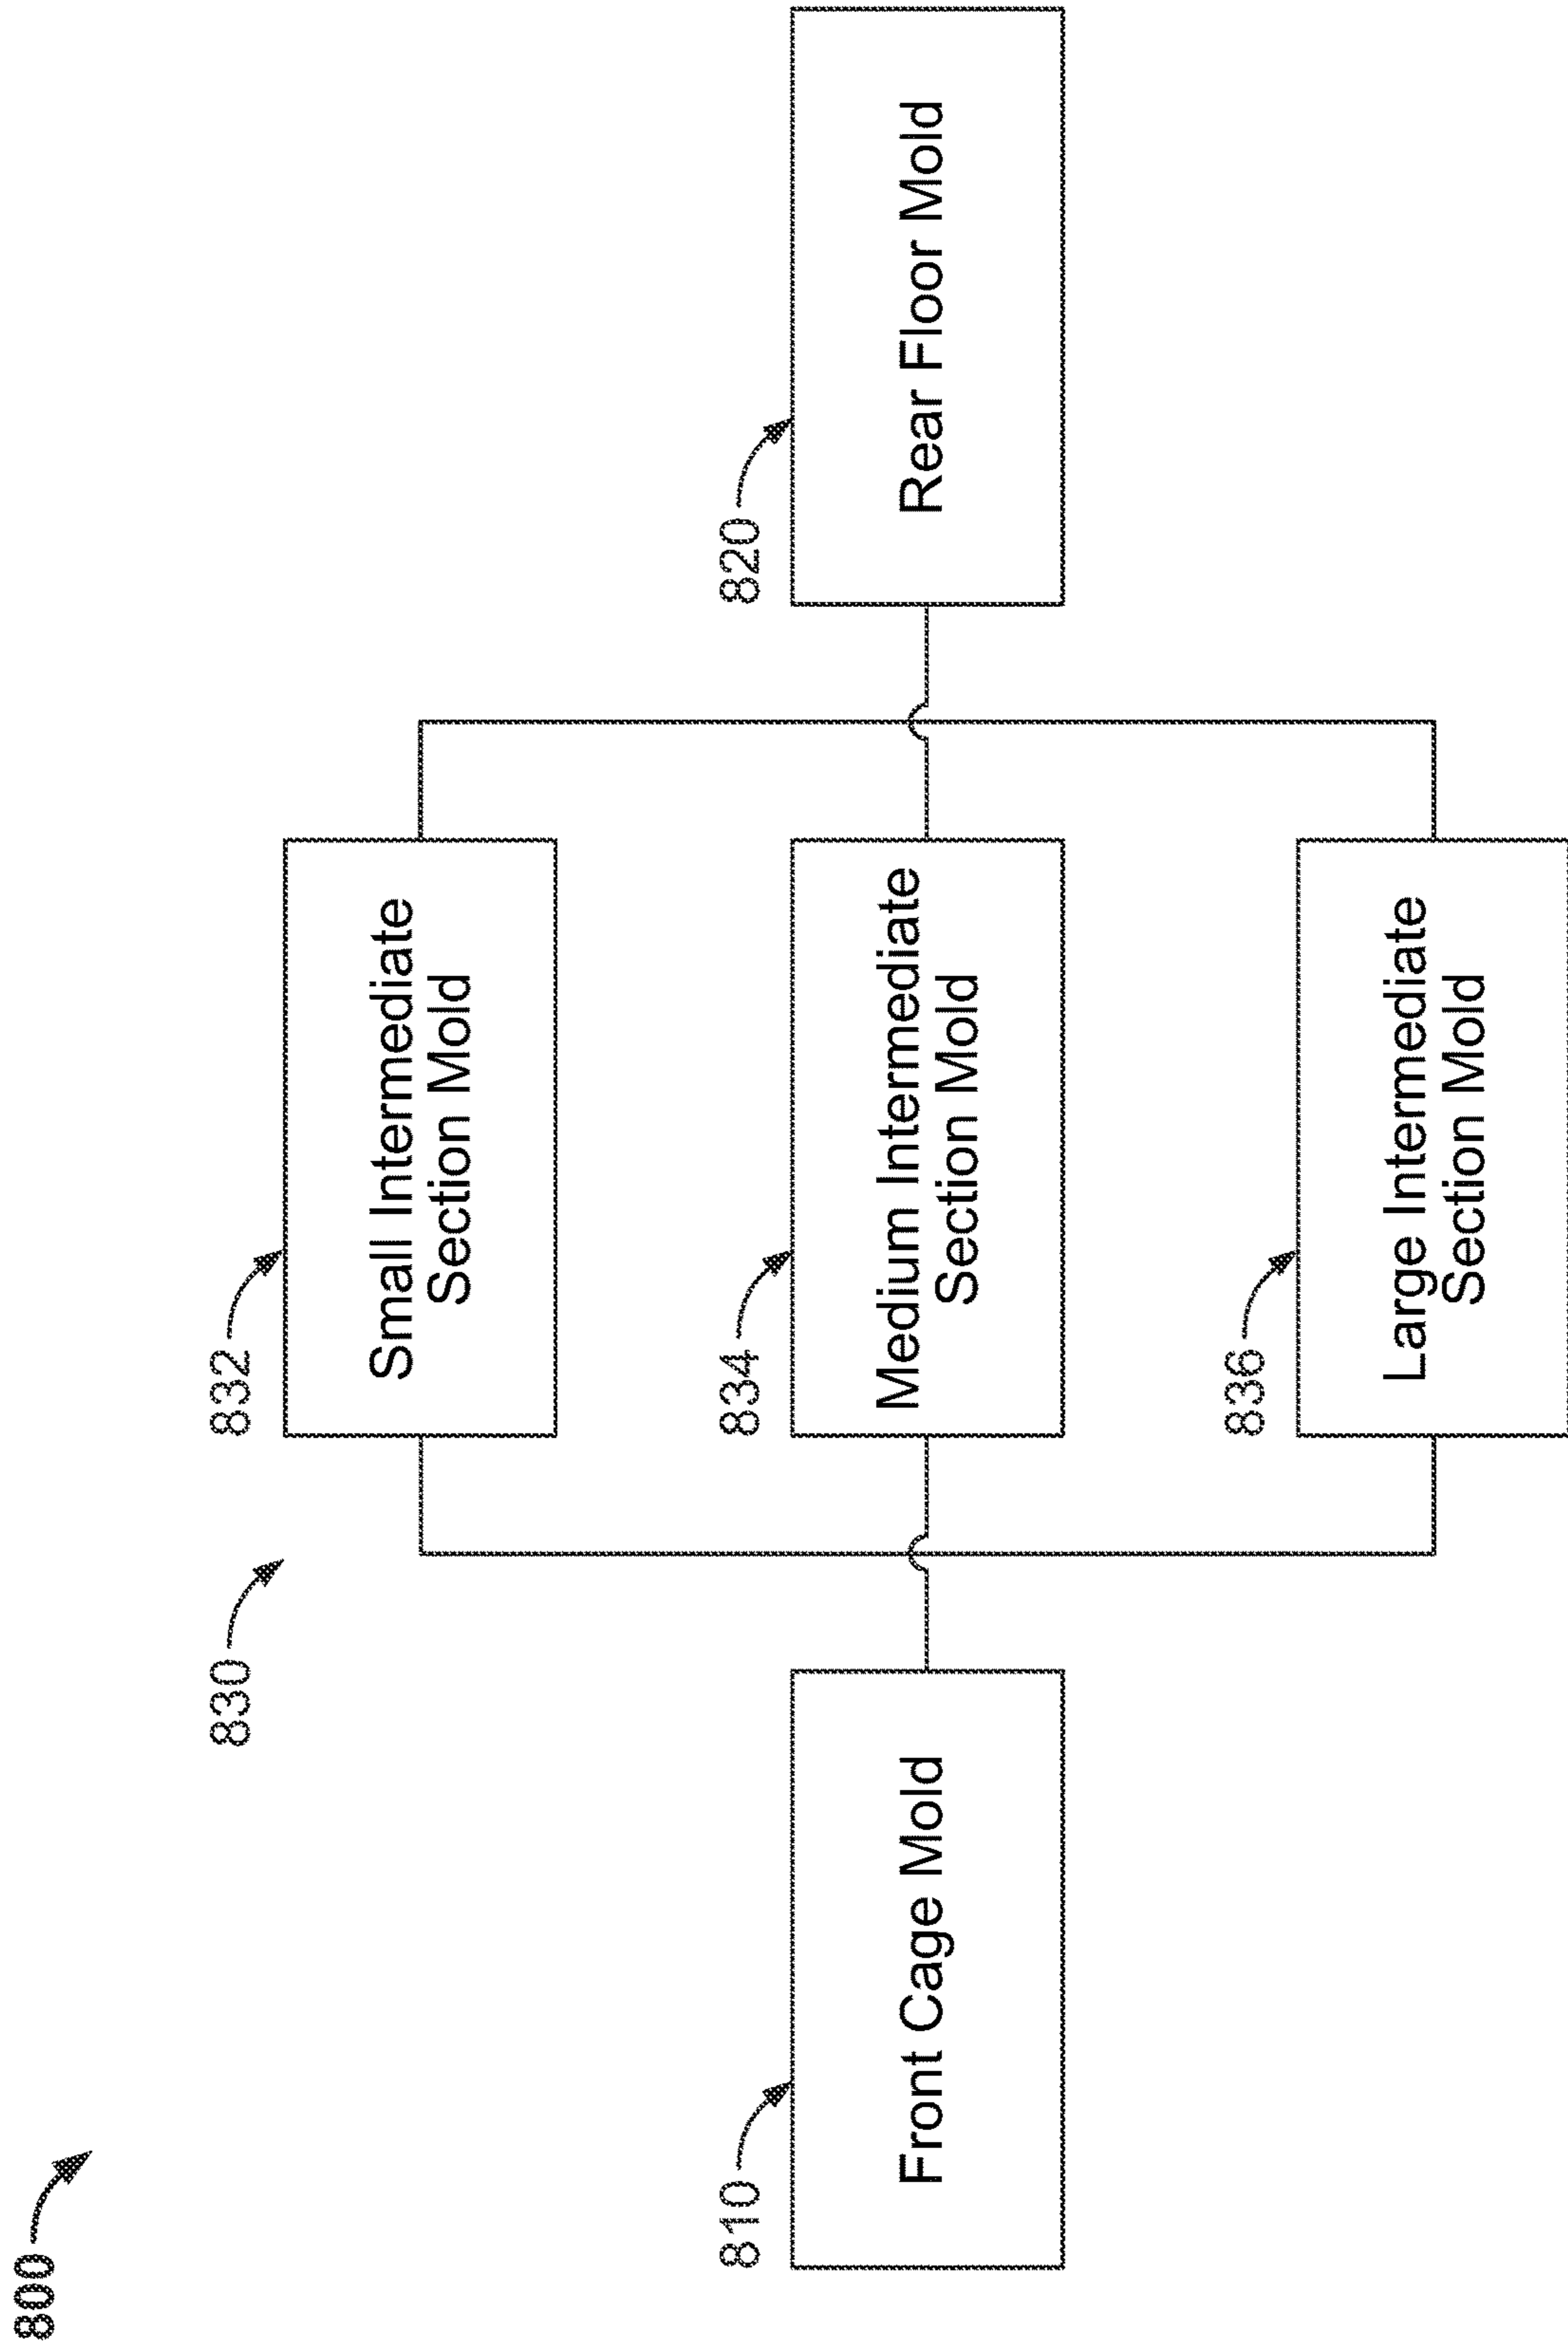 800
830
832
Small Intermediate
Section Mold
810
Front Cage Mold
834
Medium Intermediate
Section Mold
820
Rear Floor Mold
836
Large Intermediate
Section Mold